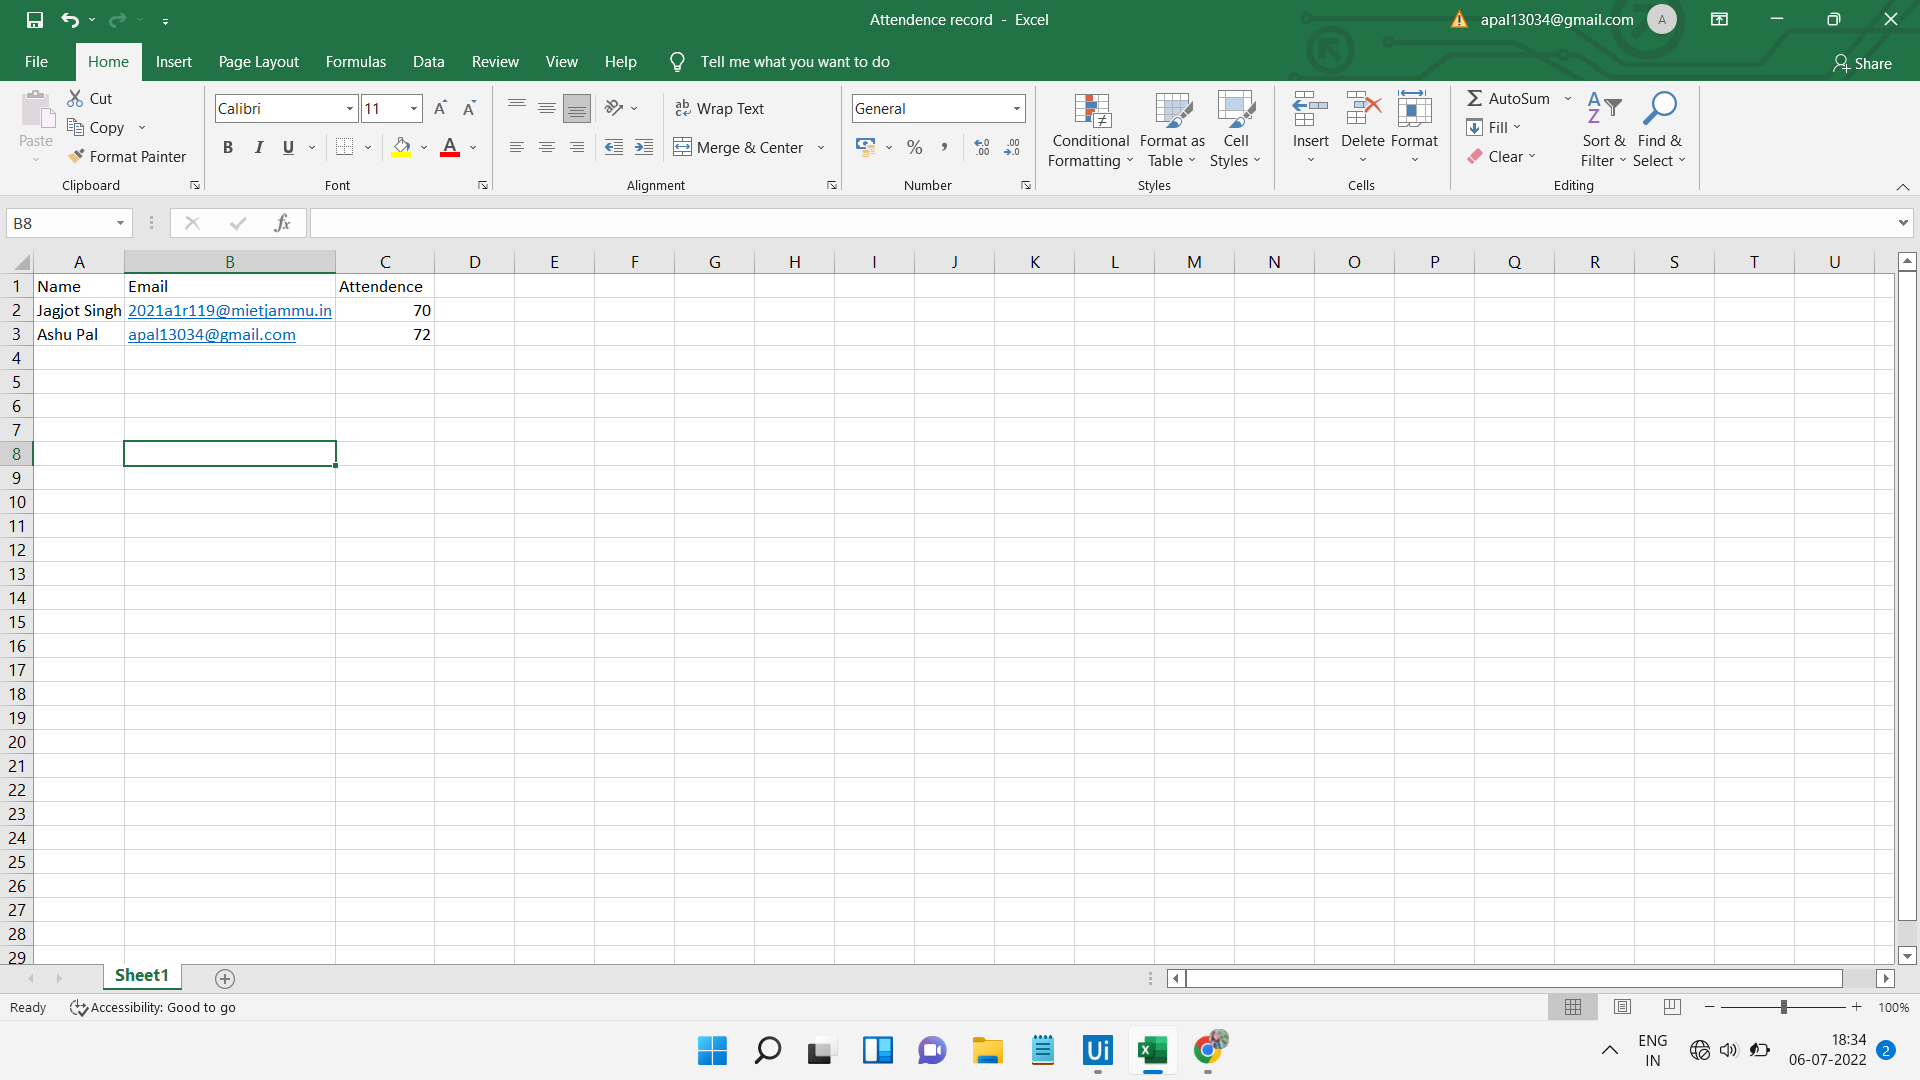 Attendence record - Excel
apal13034@gmail.com
A
File Home Insert Page Layout Formulas Data Review View Help Tell me what you want to do
Share
Paste
Cut
Copy
Format Painter
Clipboard
Calibri 11
B I U A
Font
Wrap Text
Merge & Center
Alignment
General
Number
Conditional Formatting
Format as Table
Cell Styles
Styles
Insert Delete Format
Cells
AutoSum
Fill
Clear
Sort & Filter
Find & Select
Editing
B8 fx
A B C D E F G H I J K L M N O P Q R S T U
1 Name Email Attendence
2 Jagjot Singh 2021a1r119@mietjammu.in 70
3 Ashu Pal apal13034@gmail.com 72
4
5
6
7
8
9
10
11
12
13
14
15
16
17
18
19
20
21
22
23
24
25
26
27
28
29
Sheet1
Ready Accessibility: Good to go 100%
Ui
ENG
IN
18:34
06-07-2022
2